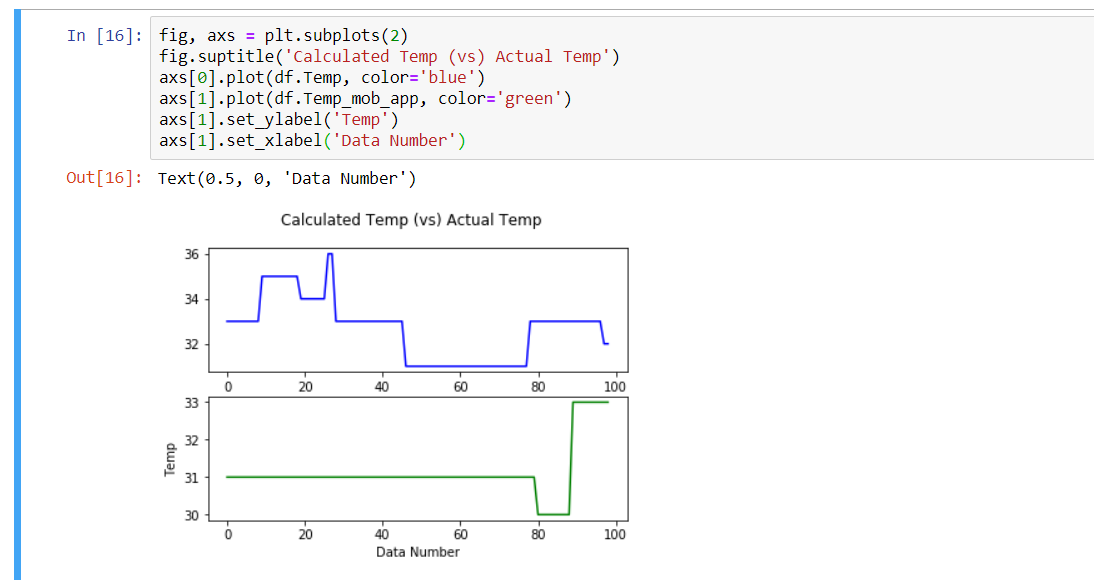 In [16]: fig, axs = plt.subplots(2)
fig.suptitle('Calculated Temp (vs) Actual Temp')
axs[0].plot(df.Temp, color='blue')
axs[1].plot(df.Temp_mob_app, color='green')
axs[1].set_ylabel('Temp')
axs[1].set_xlabel('Data Number')
Out[16]: Text(0.5, 0, 'Data Number')
Calculated Temp (vs) Actual Temp
36
34
32
0 20 40 60 80 100
33
32
31
30
Temp
0 20 40 60 80 100
Data Number